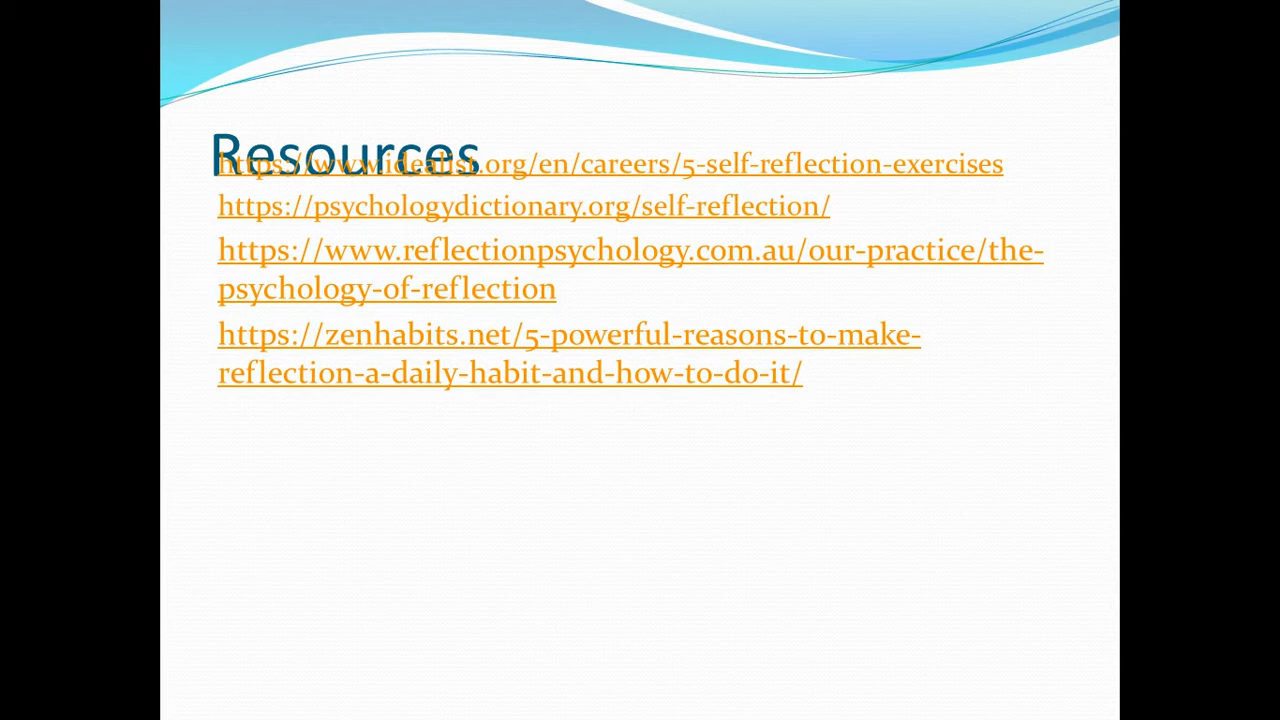 Resources
https://www.idealist.org/en/careers/5-self-reflection-exercises
https://psychologydictionary.org/self-reflection/
https://www.reflectionpsychology.com.au/our-practice/the-
psychology-of-reflection
https://zenhabits.net/5-powerful-reasons-to-make-
reflection-a-daily-habit-and-how-to-do-it/